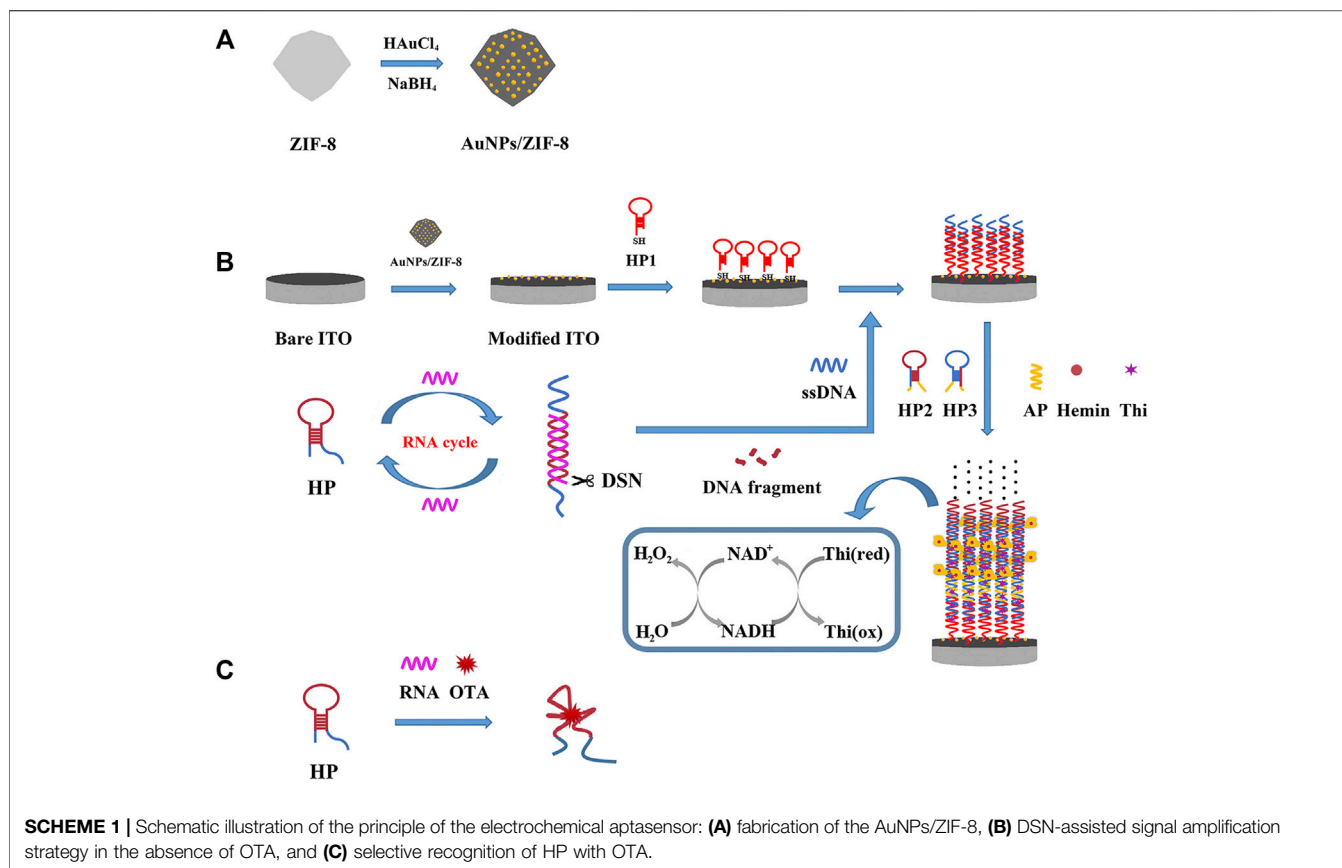 A
HAuCl₄
NaBH₄
ZIF-8
AuNPs/ZIF-8
B
AuNPs/ZIF-8
SH
HP1
SH SH SH SH
Bare ITO
Modified ITO
ssDNA
HP2 HP3
AP Hemin Thi
RNA cycle
HP
DSN
DNA fragment
H₂O₂ NAD⁺ Thi(red)
H₂O NADH Thi(ox)
C
RNA OTA
HP
SCHEME 1 | Schematic illustration of the principle of the electrochemical aptasensor: (A) fabrication of the AuNPs/ZIF-8, (B) DSN-assisted signal amplification
strategy in the absence of OTA, and (C) selective recognition of HP with OTA.